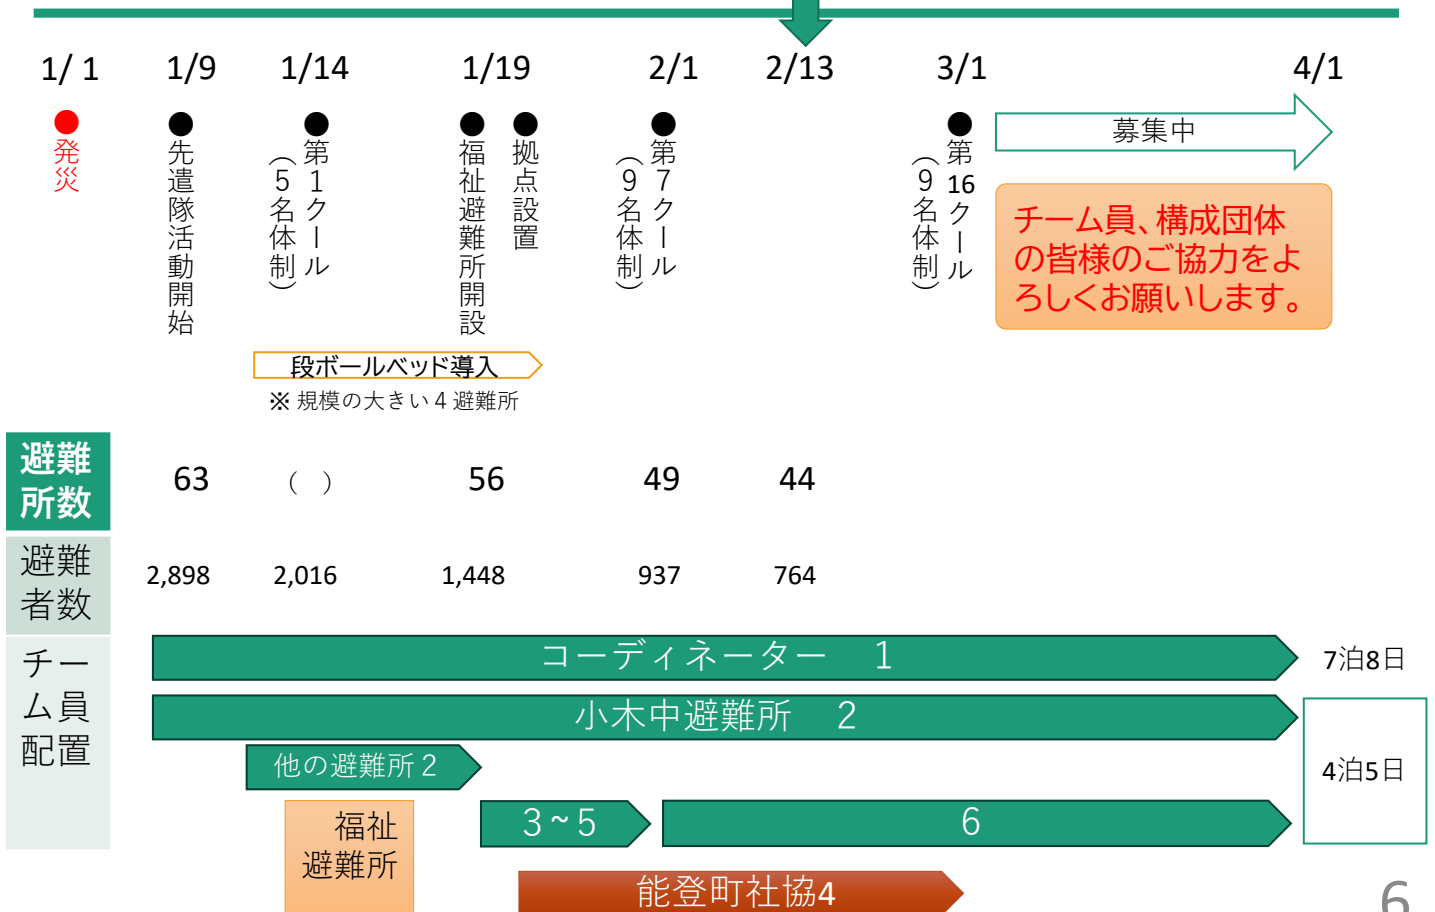 1/ 1
1/9
1/14
1/19
2/1
2/13
3/1
4/1
●発災
●先遣隊活動開始
●第1クール
(5名体制)
●福祉避難所開設
●拠点設置
●第7クール
(9名体制)
●第16クール
(9名体制)
募集中
チーム員、構成団体
の皆様のご協力をよ
ろしくお願いします。
段ボールベッド導入
※ 規模の大きい4避難所
避難
所数
63
( )
56
49
44
避難
者数
2,898
2,016
1,448
937
764
チー
ム員
配置
コーディネーター 1
7泊8日
小木中避難所 2
他の避難所2
4泊5日
福祉
避難所
3~5
6
能登町社協4
6